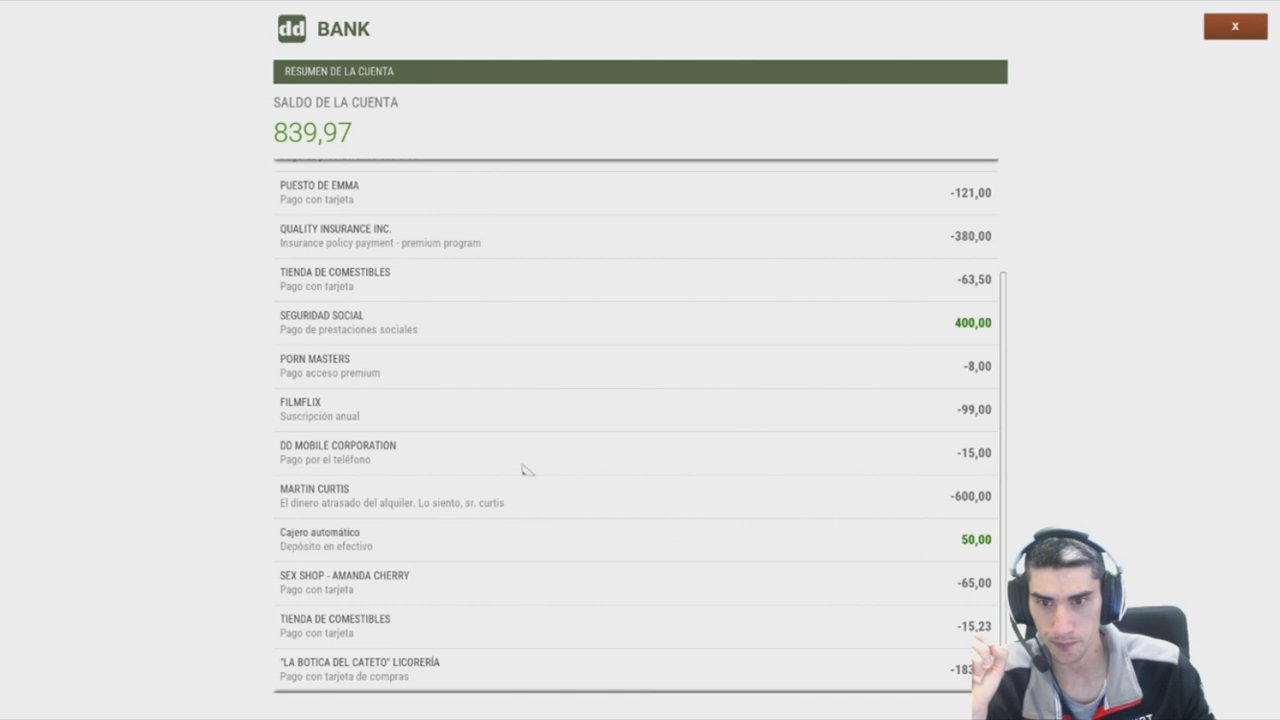 dd BANK
X
RESUMEN DE LA CUENTA
SALDO DE LA CUENTA
839,97
PUESTO DE EMMA
Pago con tarjeta
-121,00
QUALITY INSURANCE INC.
Insurance policy payment - premium program
-380,00
TIENDA DE COMESTIBLES
Pago con tarjeta
-63,50
SEGURIDAD SOCIAL
Pago de prestaciones sociales
400,00
PORN MASTERS
Pago acceso premium
-8,00
FILMFLIX
Suscripción anual
-99,00
DD MOBILE CORPORATION
Pago por el teléfono
-15,00
MARTIN CURTIS
El dinero atrasado del alquiler. Lo siento, sr. curtis
-600,00
Cajero automático
Depósito en efectivo
50,00
SEX SHOP - AMANDA CHERRY
Pago con tarjeta
-65,00
TIENDA DE COMESTIBLES
Pago con tarjeta
-15,23
"LA BOTICA DEL CATETO" LICORERÍA
Pago con tarjeta de compras